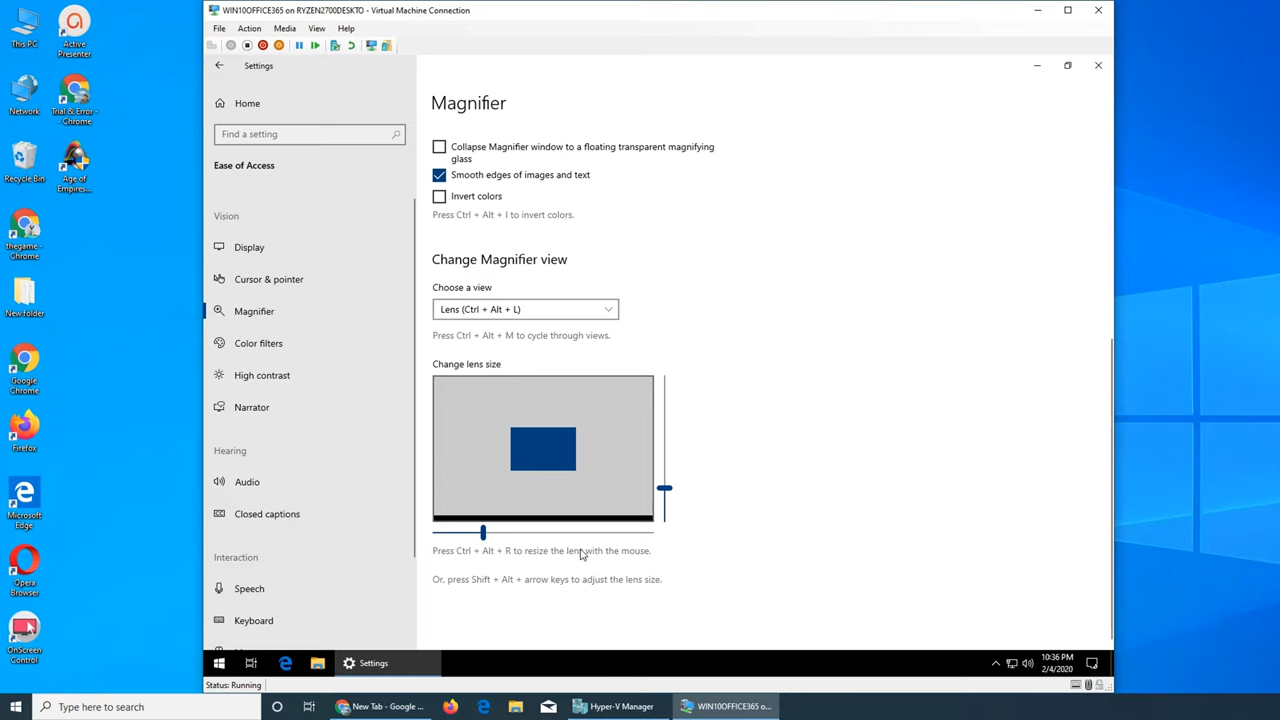 WIN10OFFICE365 on RYZEN2700DESKTO - Virtual Machine Connection
File Action Media View Help
Settings
Home
Find a setting
Ease of Access
Vision
Display
Cursor & pointer
Magnifier
Color filters
High contrast
Narrator
Hearing
Audio
Closed captions
Interaction
Speech
Keyboard
Magnifier
Collapse Magnifier window to a floating transparent magnifying
glass
Smooth edges of images and text
Invert colors
Press Ctrl + Alt + I to invert colors.
Change Magnifier view
Choose a view
Lens (Ctrl + Alt + L)
Press Ctrl + Alt + M to cycle through views.
Change lens size
Press Ctrl + Alt + R to resize the lens with the mouse.
Or, press Shift + Alt + arrow keys to adjust the lens size.
Settings
10:36 PM
2/4/2020
Status: Running
This PC
Active
Presenter
Network
Trial & Error -
- Chrome
Recycle Bin
Age of
Empires...
thegame -
Chrome
New folder
Google
Chrome
Firefox
Microsoft
Edge
Opera
Browser
OnScreen
Control
Type here to search
New Tab - Google ...
Hyper-V Manager
WIN10OFFICE365 o...